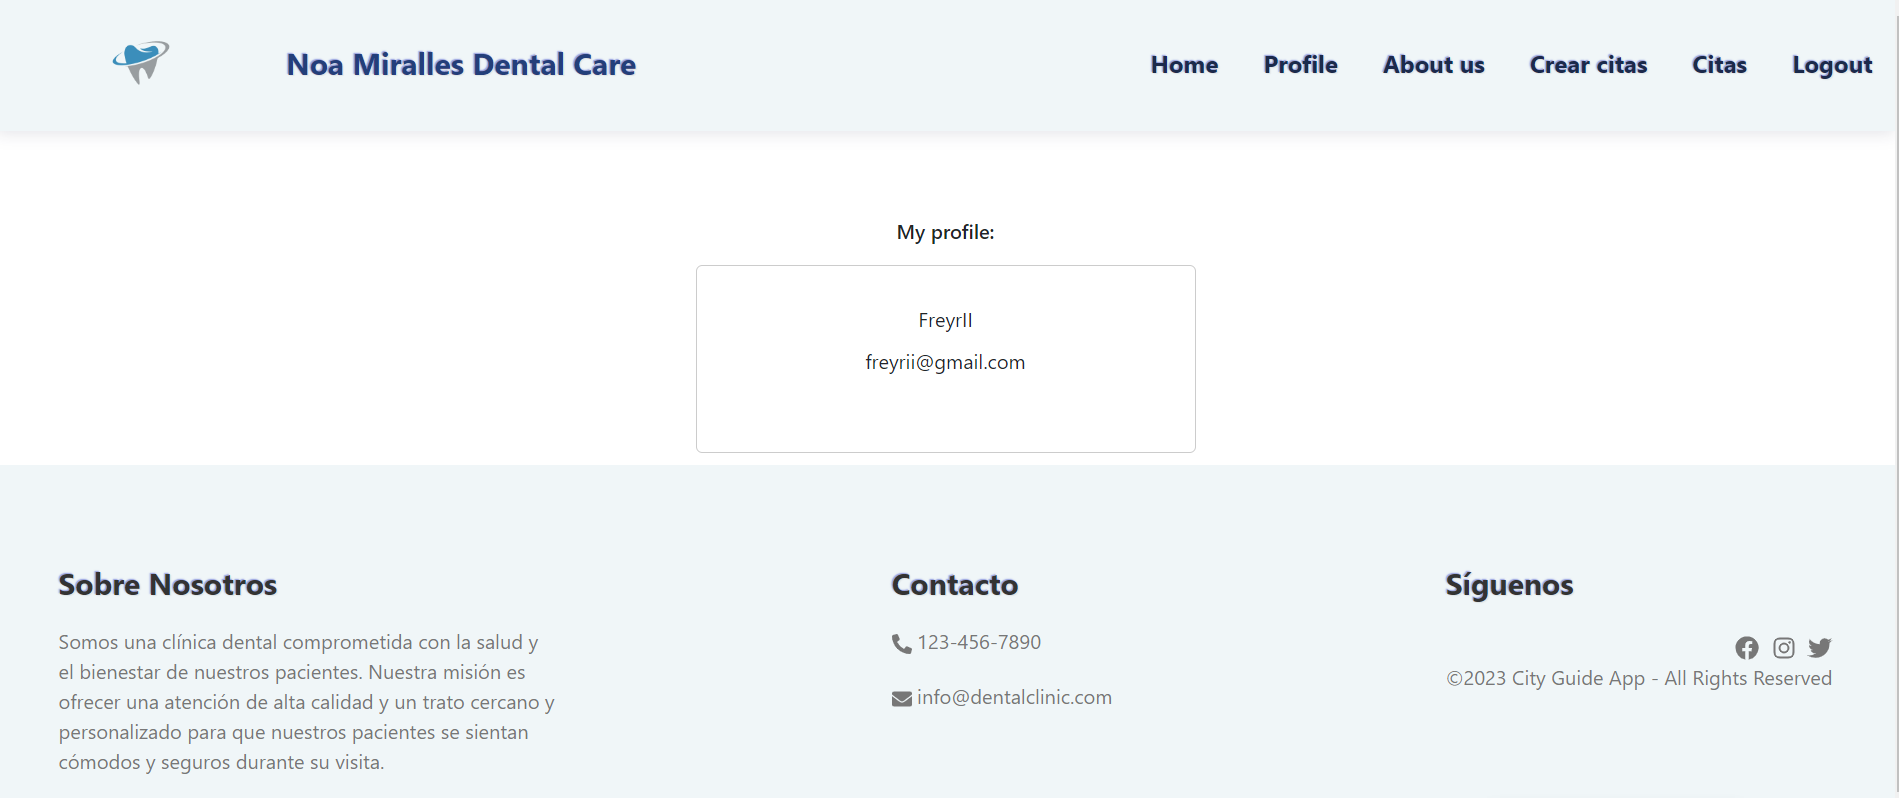 Noa Miralles Dental Care
Home Profile About us Crear citas Citas Logout
My profile:
FreyrII
freyrii@gmail.com
Sobre Nosotros
Somos una clínica dental comprometida con la salud y
el bienestar de nuestros pacientes. Nuestra misión es
ofrecer una atención de alta calidad y un trato cercano y
personalizado para que nuestros pacientes se sientan
cómodos y seguros durante su visita.
Contacto
123-456-7890
info@dentalclinic.com
Síguenos
©2023 City Guide App - All Rights Reserved